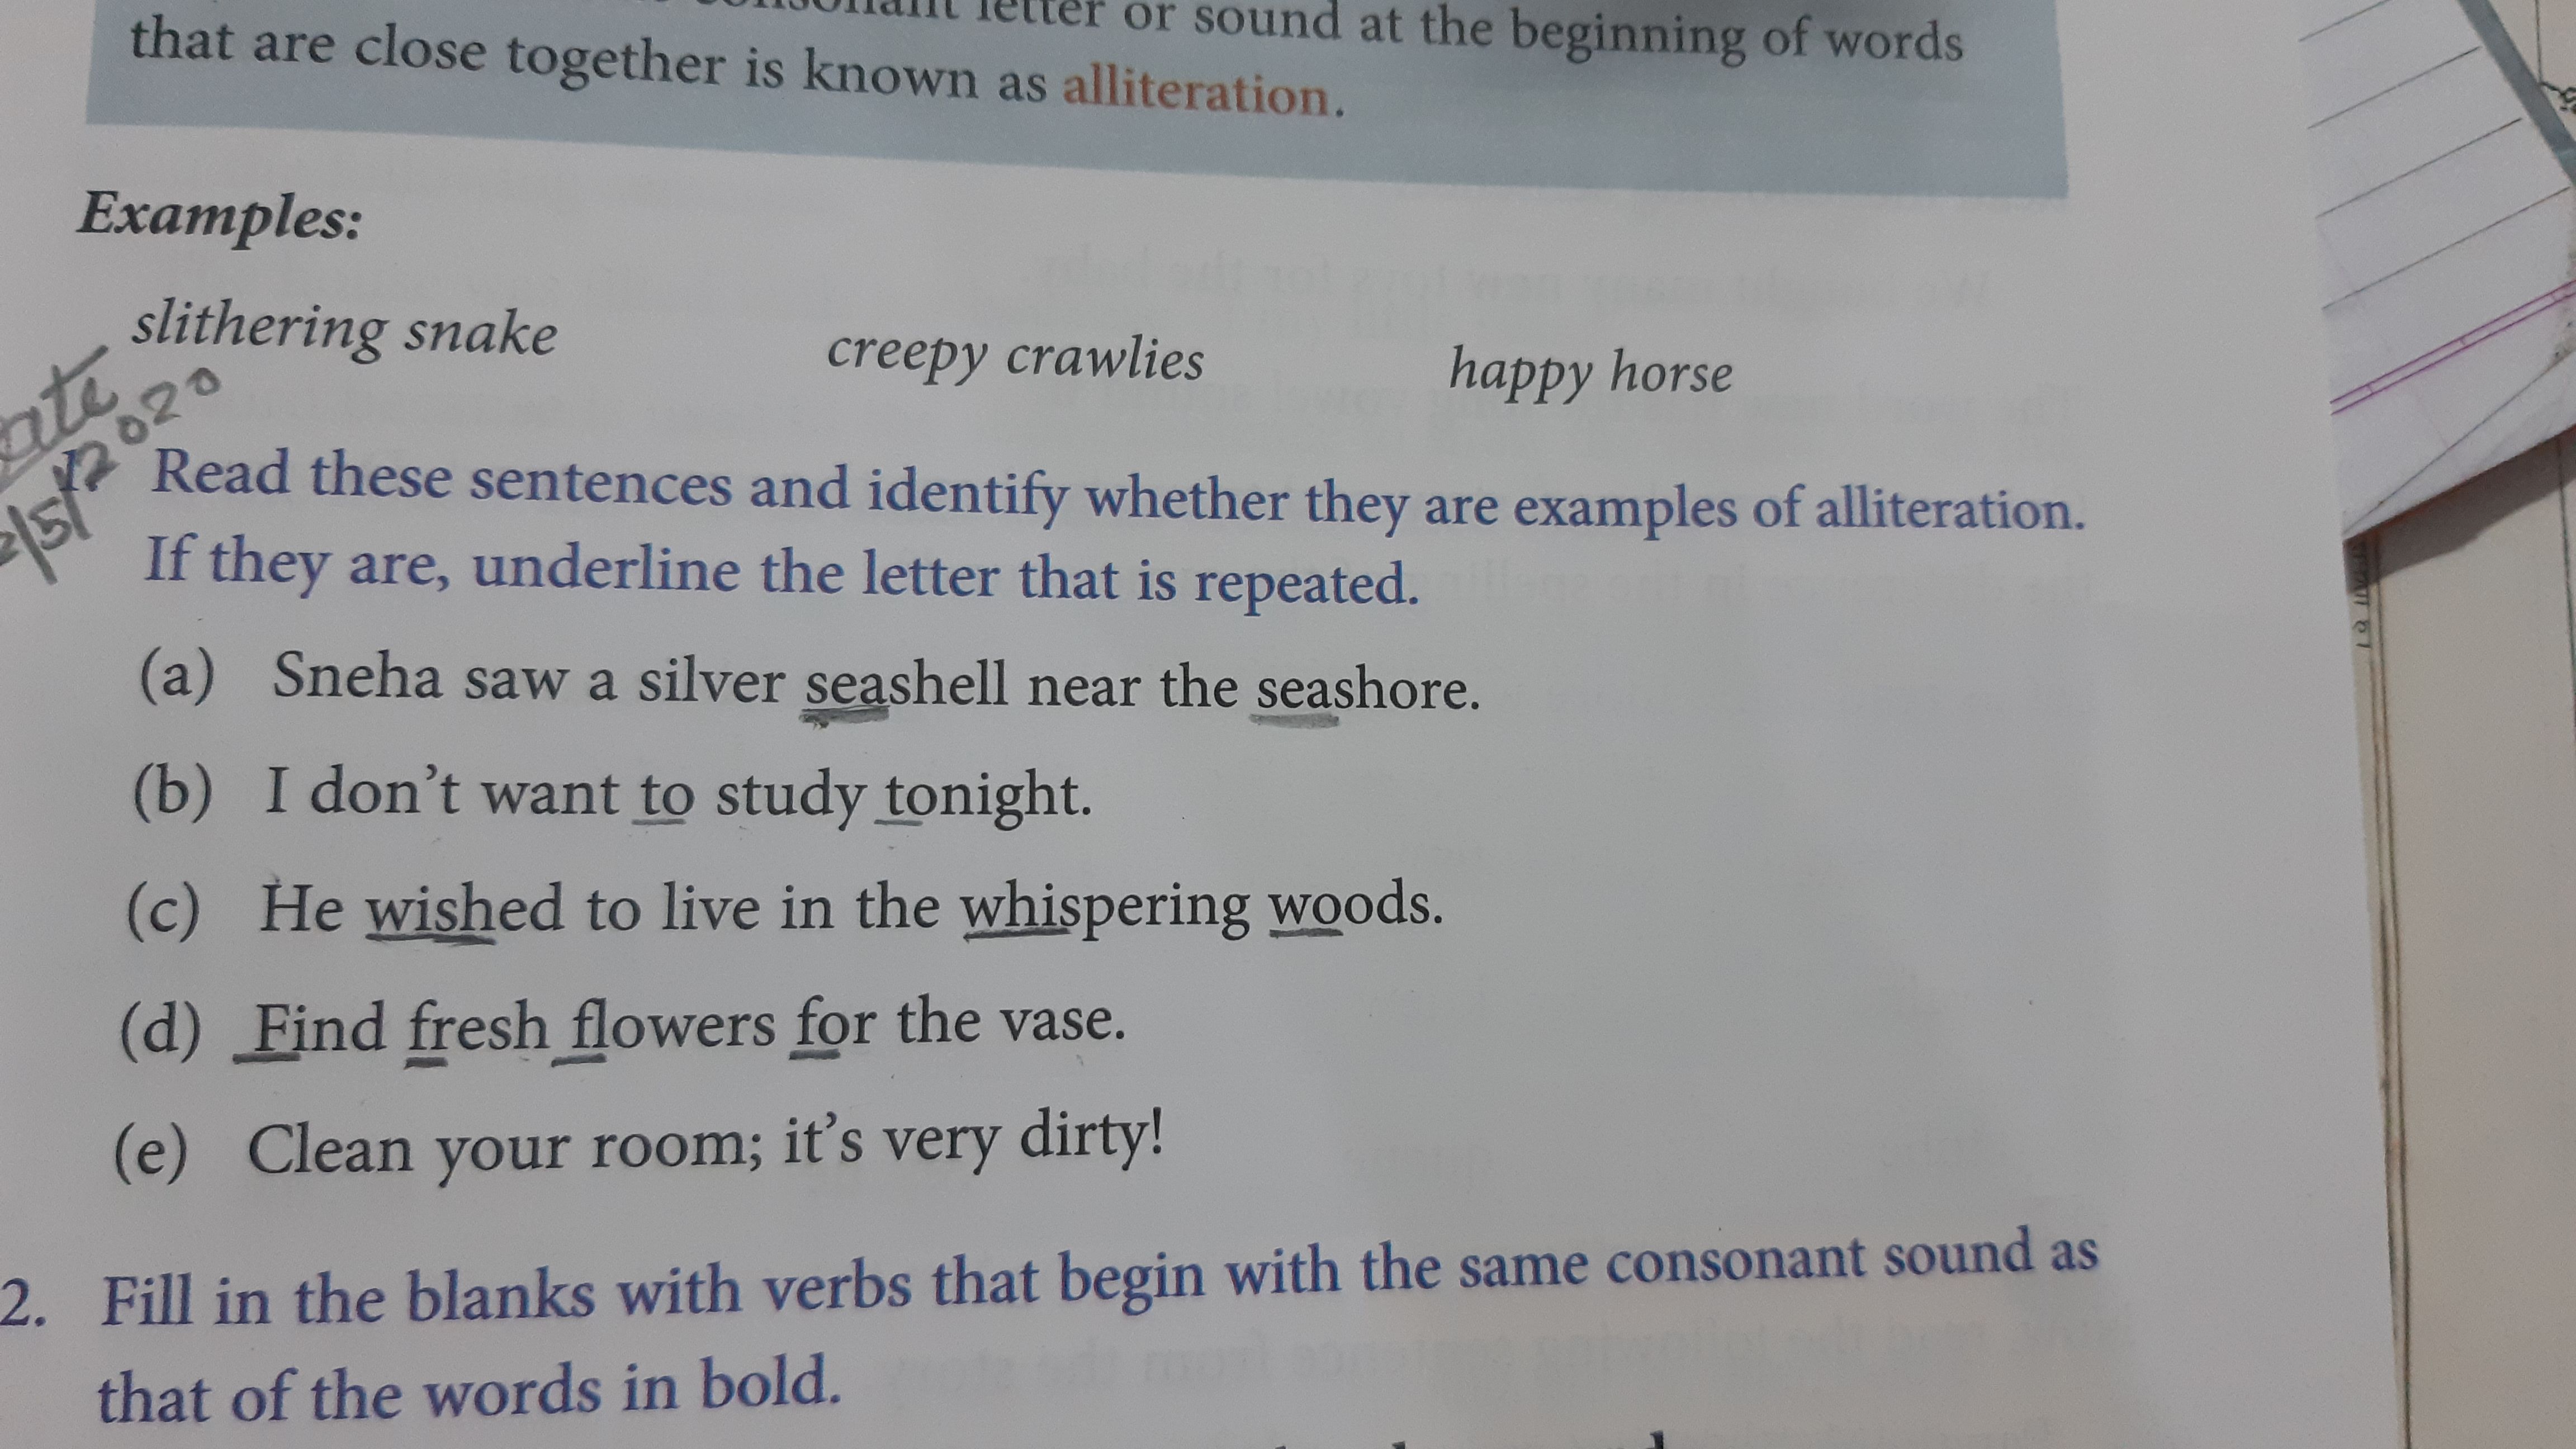 letter or sound at the beginning of words
that are close together is known as alliteration.
Examples:
slithering snake creepy crawlies happy horse
Read these sentences and identify whether they are examples of alliteration.
If they are, underline the letter that is repeated.
(a) Sneha saw a silver seashell near the seashore.
(b) I don't want to study tonight.
(c) He wished to live in the whispering woods.
(d) Find fresh flowers for the vase.
(e) Clean your room; it's very dirty!
2. Fill in the blanks with verbs that begin with the same consonant sound as
that of the words in bold.